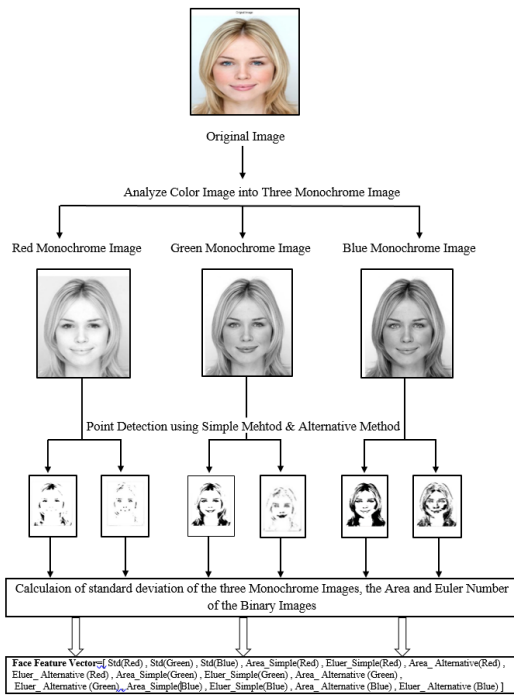 Original Image
Analyze Color Image into Three Monochrome Image
Red Monochrome Image Green Monochrome Image Blue Monochrome Image
Point Detection using Simple Mehtod & Alternative Method
Calculaion of standard deviation of the three Monochrome Images, the Area and Euler Number
of the Binary Images
Face Feature Vector=[ Std(Red) , Std(Green) , Std(Blue) , Area_Simple(Red) , Eluer_Simple(Red) , Area_ Alternative(Red) ,
Eluer_ Alternative (Red) , Area_Simple(Green) , Eluer_Simple(Green) , Area_ Alternative (Green) ,
Eluer_ Alternative (Green) , Area_Simple(Blue) , Eluer_Simple(Blue) , Area_ Alternative (Blue) , Eluer_ Alternative (Blue) ]